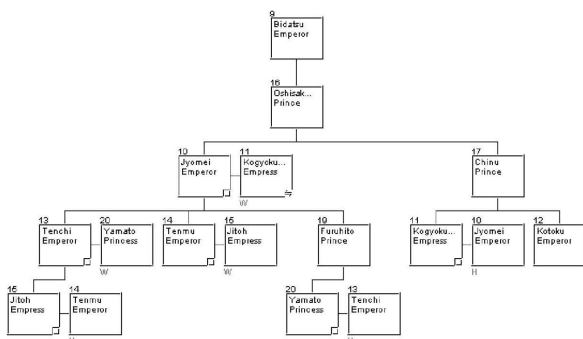 9
Bidatsu
Emperor
16
Oshisak...
Prince
10
Jyomei
Emperor
11
Kogyoku...
Empress
W
17
Chinu
Prince
13
Tenchi
Emperor
20
Yamato
Princess
W
14
Tenmu
Emperor
15
Jitoh
Empress
W
19
Furuhito
Prince
11
Kogyoku...
Empress
10
Jyomei
Emperor
H
12
Kotoku
Emperor
15
Jitoh
Empress
14
Tenmu
Emperor
20
Yamato
Princess
13
Tenchi
Emperor